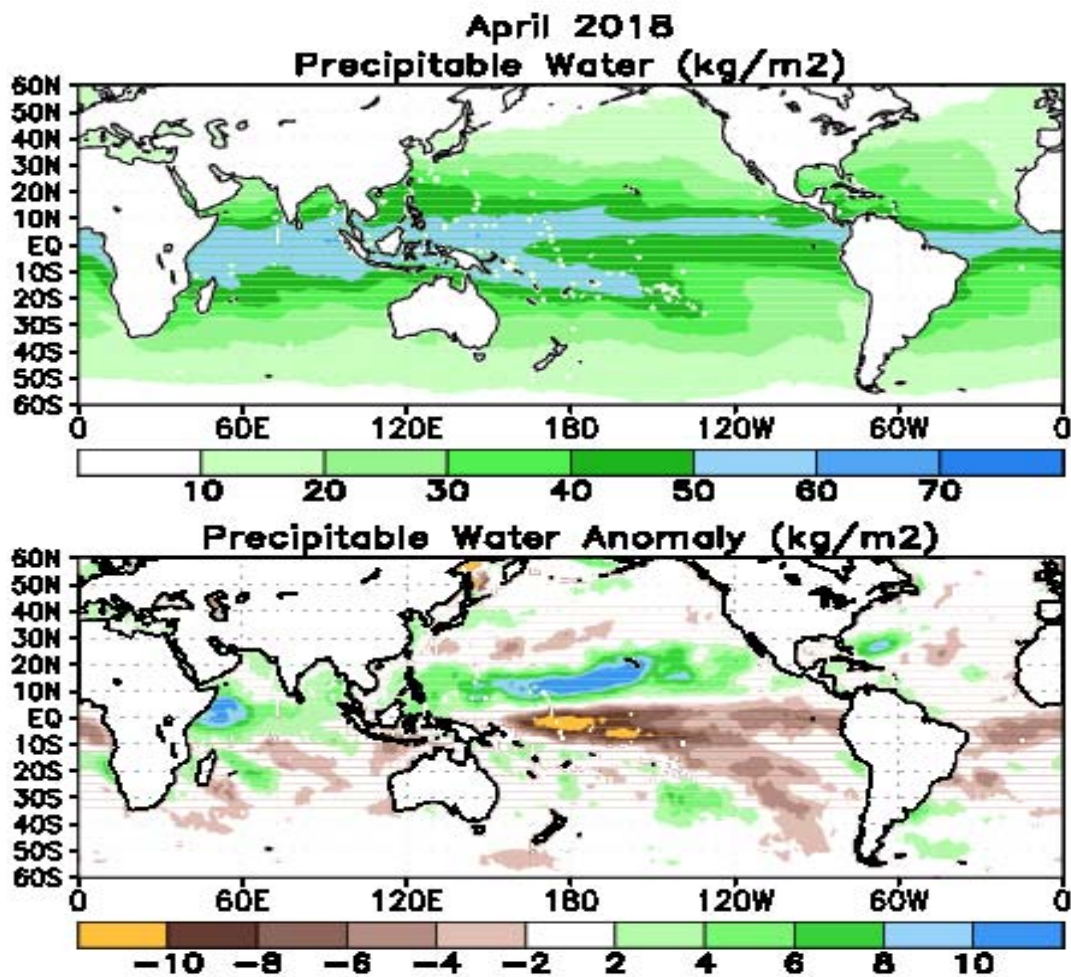 April 2018
Precipitable Water (kg/m2)
60N
50N
40N
30N
20N
10N
EQ
10S
20S
30S
40S
50S
60S
0 60E 120E 180 120W 60W 0
10 20 30 40 50 60 70
Precipitable Water Anomaly (kg/m2)
60N
50N
40N
30N
20N
10N
EQ
10S
20S
30S
40S
50S
60S
0 60E 120E 180 120W 60W 0
−10 −8 −6 −4 −2 2 4 6 8 10